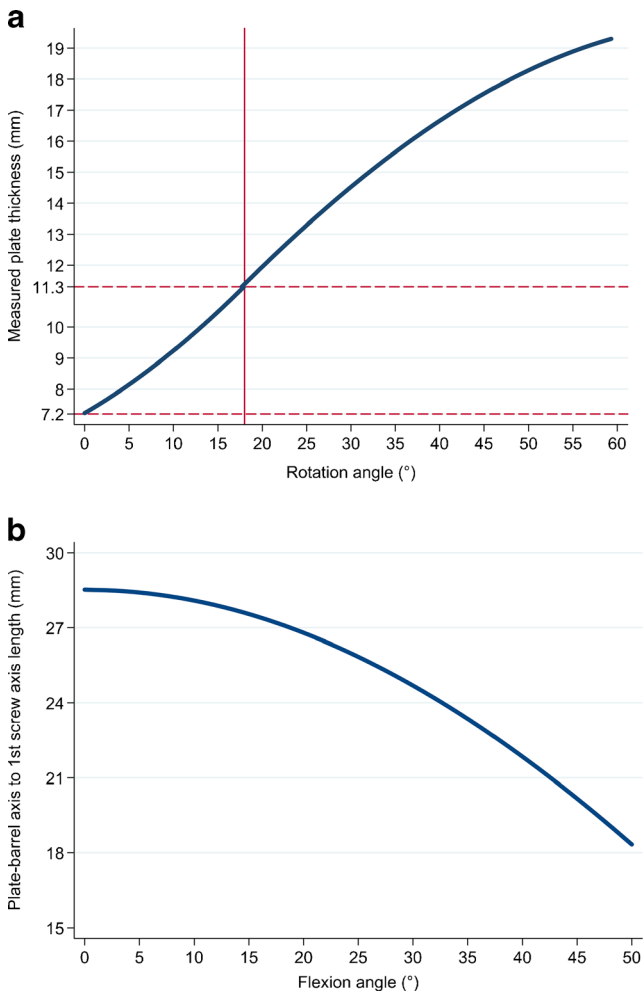 a
Measured plate thickness (mm)
19
18
17
16
15
14
13
12
11.3
10
9
8
7.2
0 5 10 15 20 25 30 35 40 45 50 55 60
Rotation angle (°)
b
Plate-barrel axis to 1st screw axis length (mm)
30
27
24
21
18
15
0 5 10 15 20 25 30 35 40 45 50
Flexion angle (°)